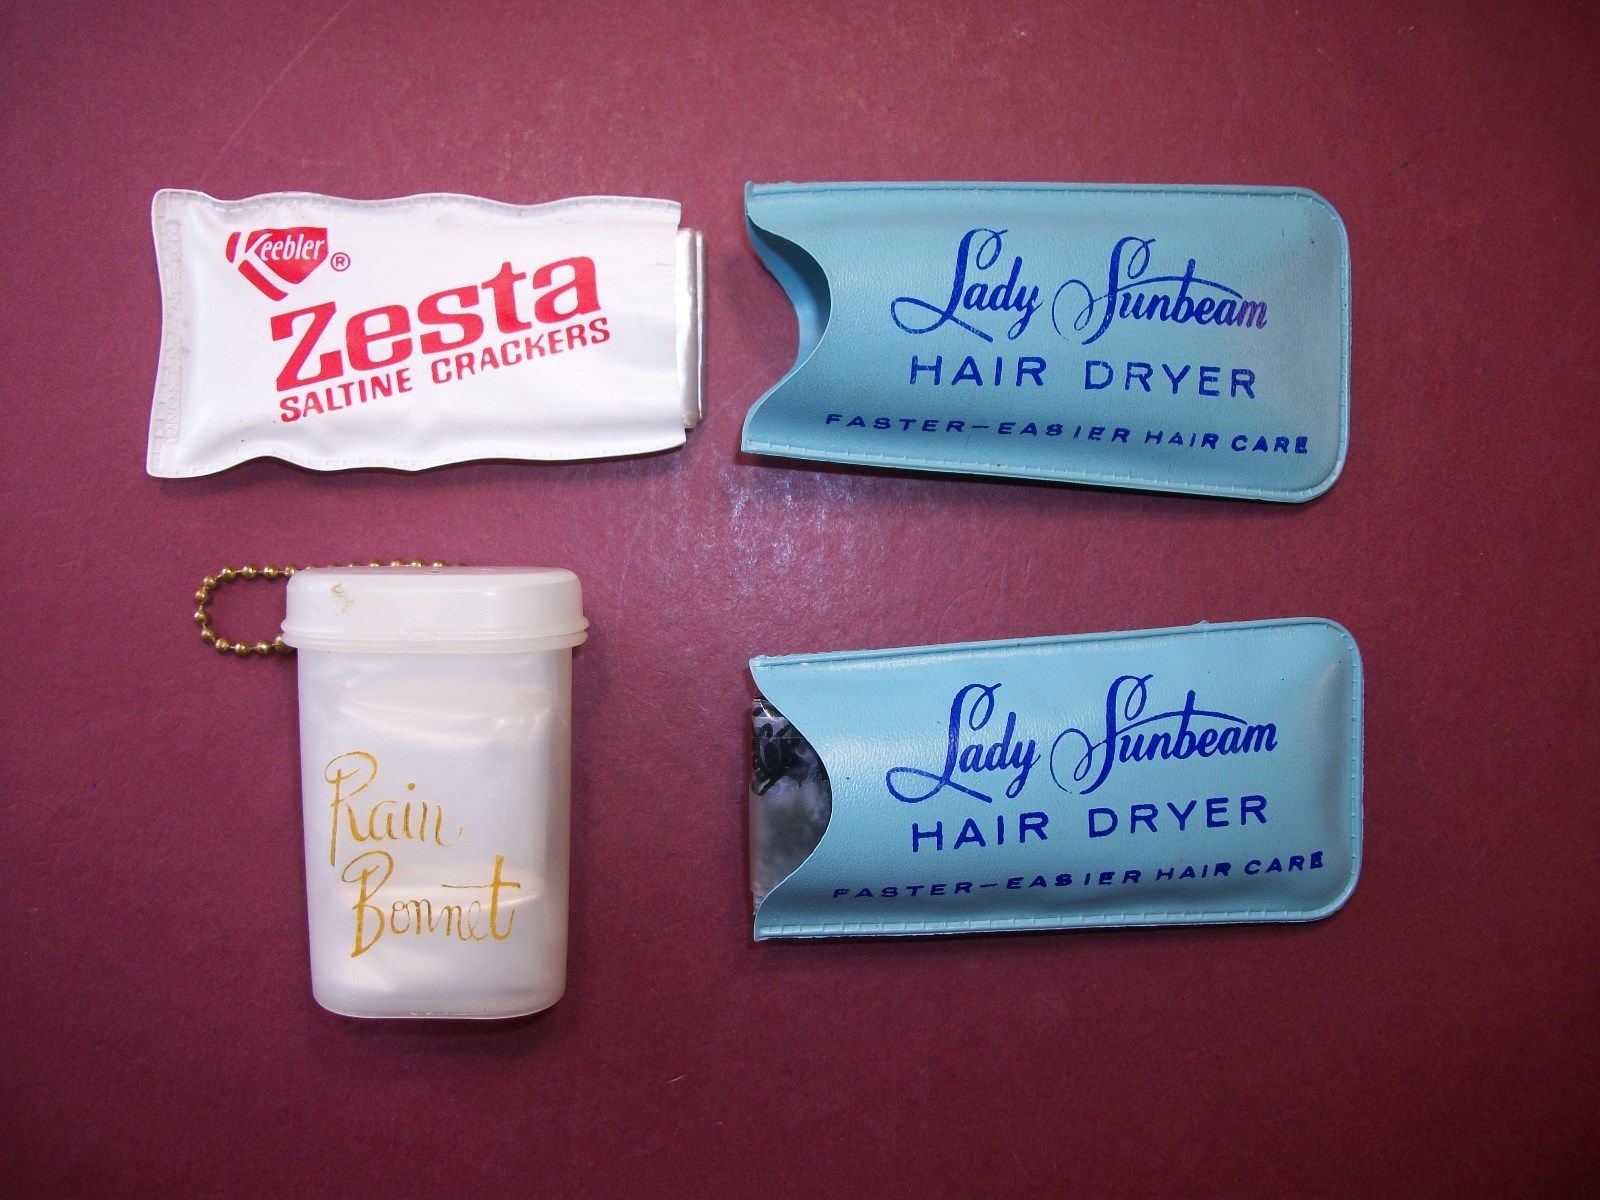 Keebler ®
Zesta
SALTINE CRACKERS
Lady Sunbeam
HAIR DRYER
FASTER—EASIER HAIR CARE
Rain
Bonnet
Lady Sunbeam
HAIR DRYER
FASTER—EASIER HAIR CARE